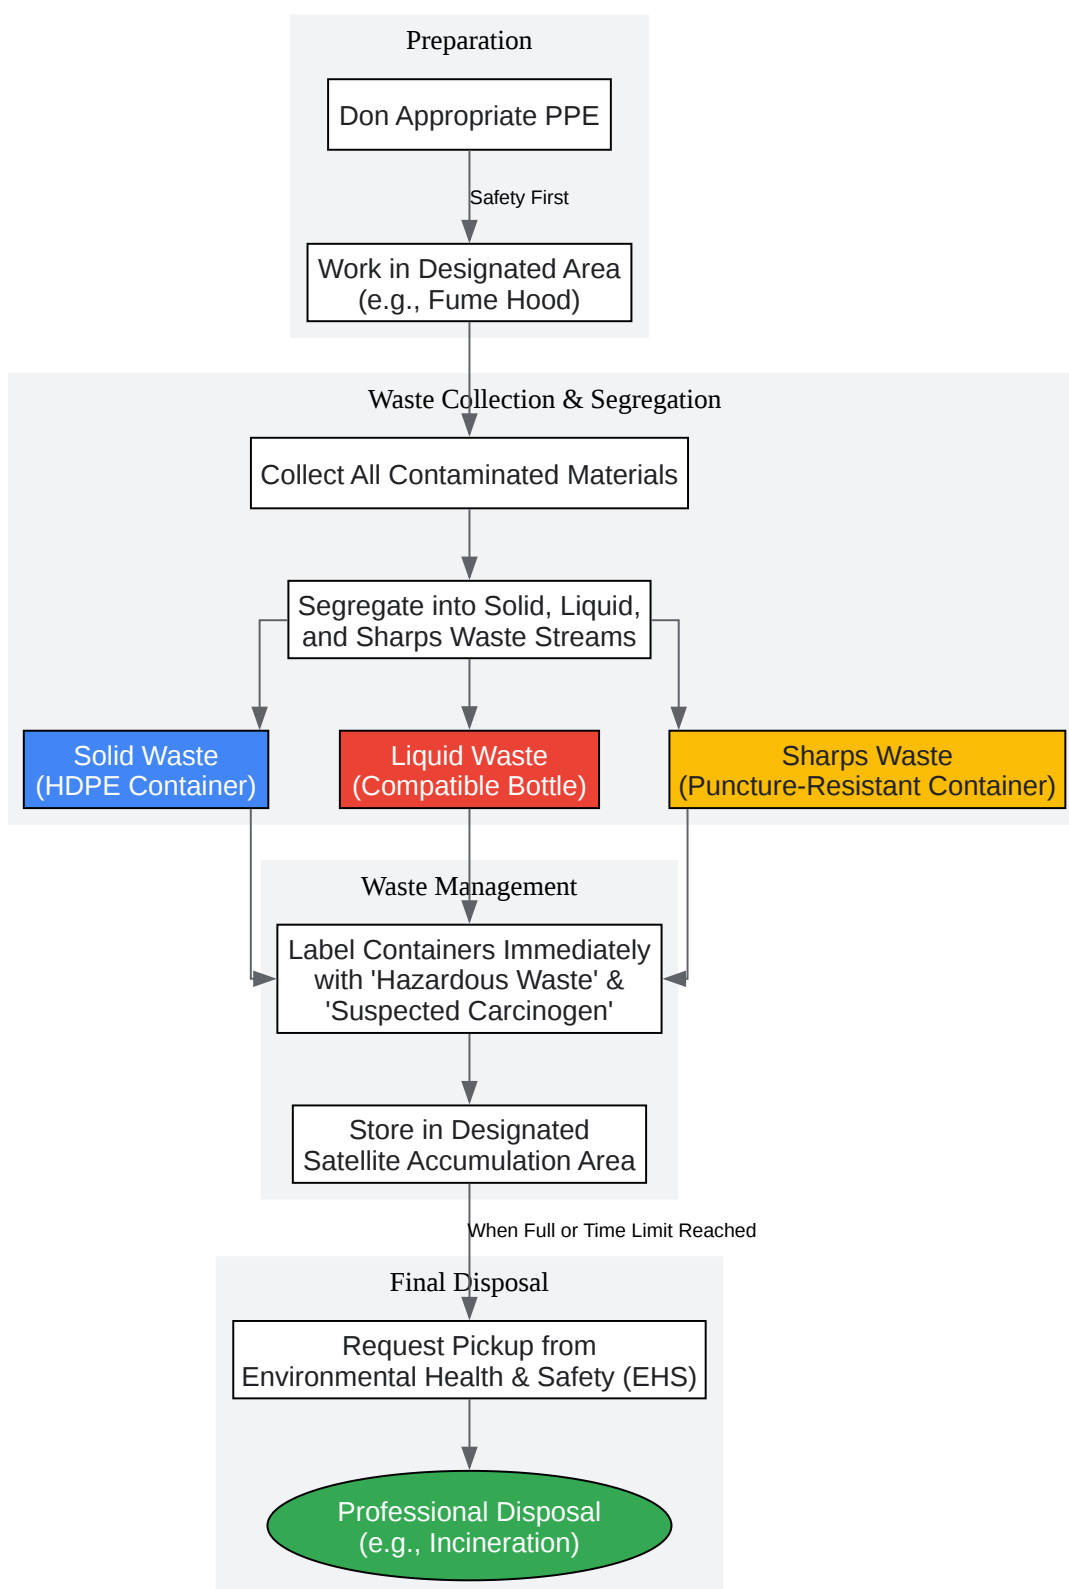 Preparation
Don Appropriate PPE
Safety First
Work in Designated Area
(e.g., Fume Hood)
Waste Collection & Segregation
Collect All Contaminated Materials
Segregate into Solid, Liquid,
and Sharps Waste Streams
Solid Waste
(HDPE Container)
Liquid Waste
(Compatible Bottle)
Sharps Waste
(Puncture-Resistant Container)
Waste Management
Label Containers Immediately
with 'Hazardous Waste' &
'Suspected Carcinogen'
Store in Designated
Satellite Accumulation Area
When Full or Time Limit Reached
Final Disposal
Request Pickup from
Environmental Health & Safety (EHS)
Professional Disposal
(e.g., Incineration)